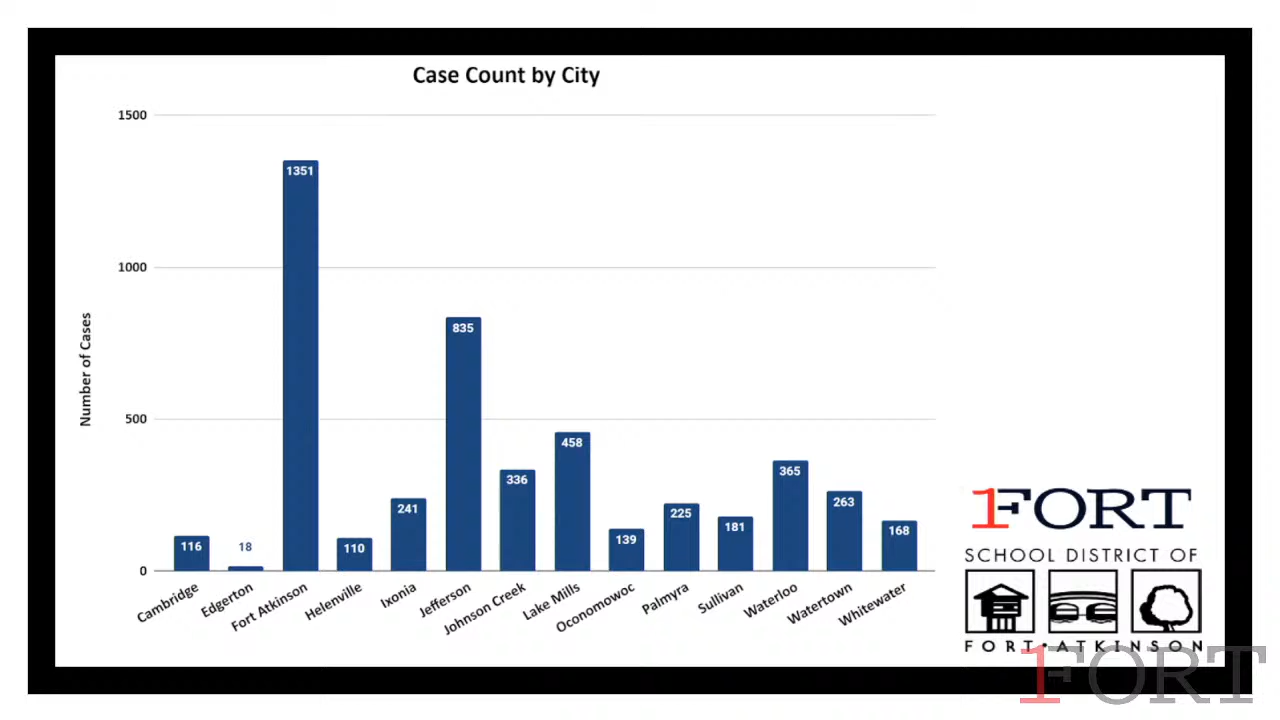 Case Count by City
1500
1000
500
0
Number of Cases
116
18
1351
110
241
835
336
458
139
225
181
365
263
168
Cambridge
Edgerton
Fort Atkinson
Helenville
Ixonia
Jefferson
Johnson Creek
Lake Mills
Oconomowoc
Palmyra
Sullivan
Waterloo
Watertown
Whitewater
1FORT
SCHOOL DISTRICT OF
FORT•ATKINSON
1FORT